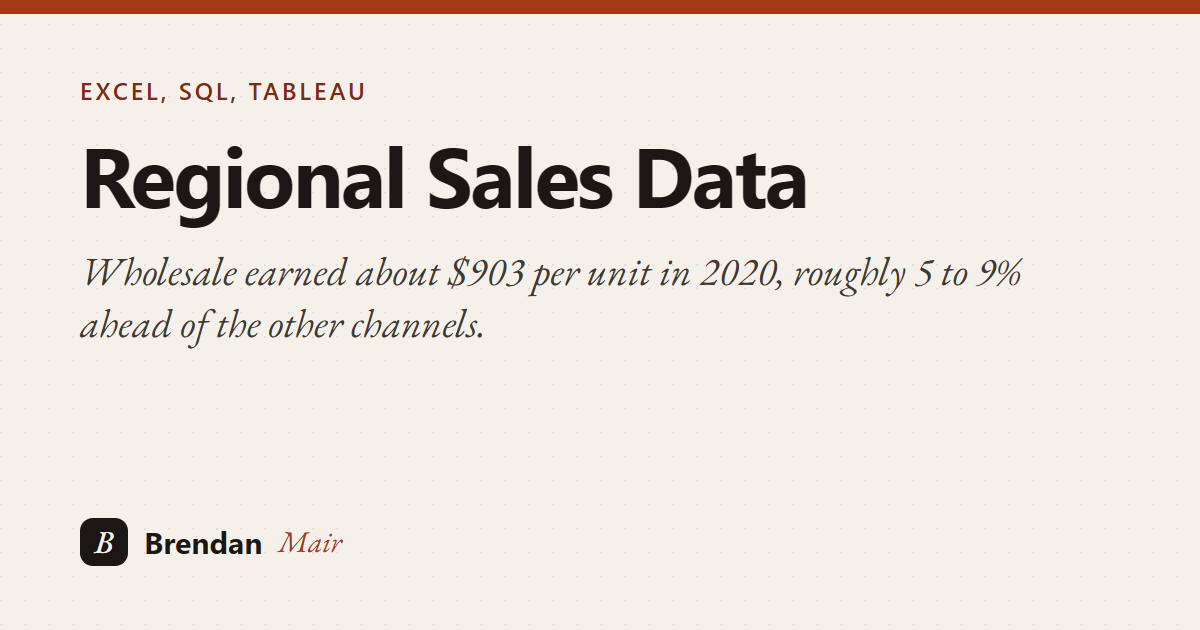 EXCEL, SQL, TABLEAU
Regional Sales Data
Wholesale earned about $903 per unit in 2020, roughly 5 to 9%
ahead of the other channels.
B Brendan Mair